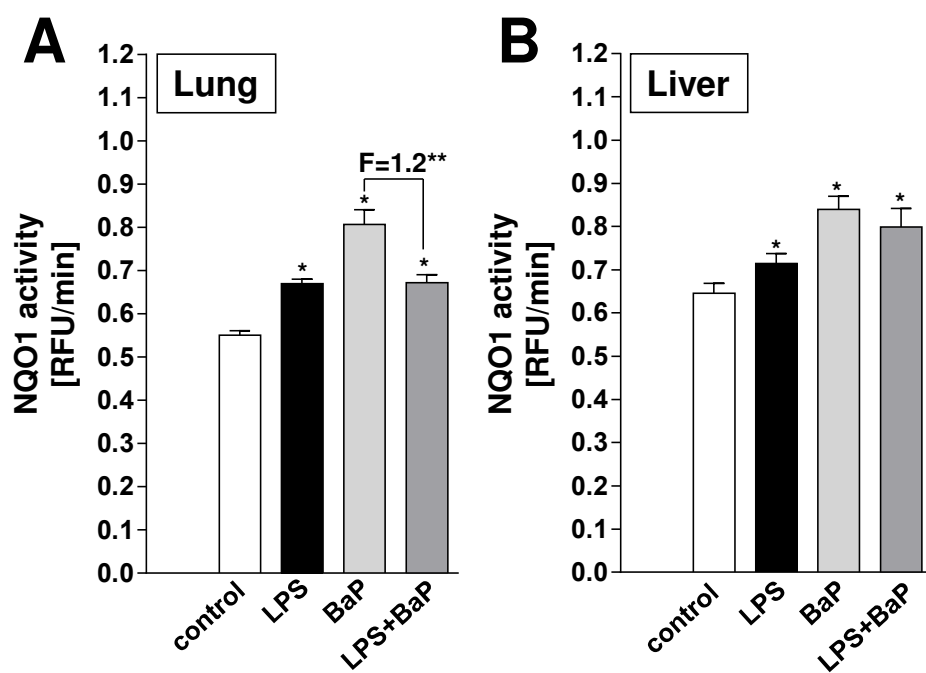 A
Lung
1.2
1.1
1.0
0.9
0.8
0.7
0.6
0.5
0.4
0.3
0.2
0.1
0.0
NQO1 activity
[RFU/min]
F=1.2**
*
*
*
control
LPS
BaP
LPS+BaP
B
Liver
1.2
1.1
1.0
0.9
0.8
0.7
0.6
0.5
0.4
0.3
0.2
0.1
0.0
NQO1 activity
[RFU/min]
*
*
*
control
LPS
BaP
LPS+BaP